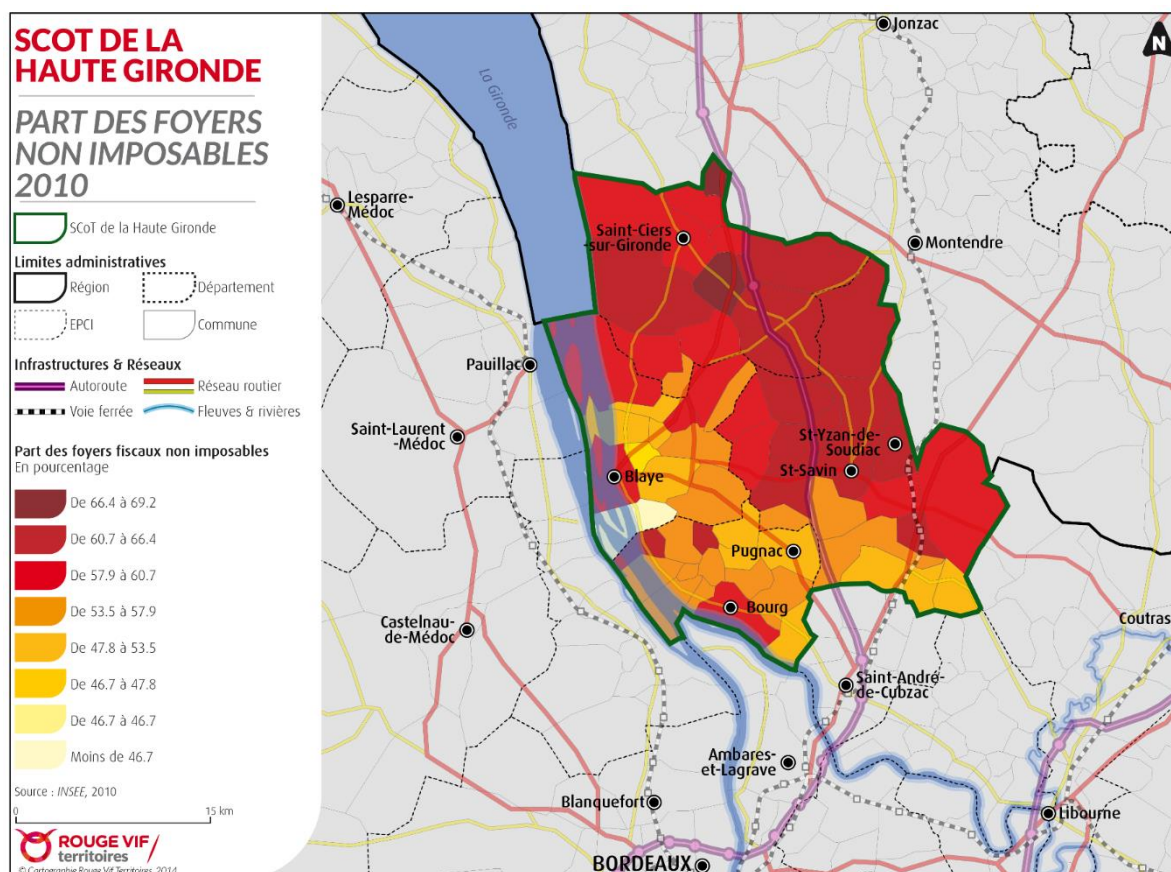 SCOT DE LA
HAUTE GIRONDE
PART DES FOYERS
NON IMPOSABLES
2010
SCoT de la Haute Gironde
Limites administratives
Région
Département
EPCI
Commune
Infrastructures & Réseaux
Autoroute
Réseau routier
Voie ferrée
Fleuves & rivières
Part des foyers fiscaux non imposables
En pourcentage
De 66.4 à 69.2
De 60.7 à 66.4
De 57.9 à 60.7
De 53.5 à 57.9
De 47.8 à 53.5
De 46.7 à 47.8
De 46.7 à 46.7
Moins de 46.7
Source : INSEE, 2010
0
15 km
ROUGE VIF
territoires
© Cartographie Rouge Vif Territoires, 2014
Jonzac
N
La Gironde
Lesparre-
Médoc
Saint-Ciers
-sur-Gironde
Montendre
Pauillac
Saint-Laurent
-Médoc
St-Yzan-de-
Soudiac
St-Savin
Blaye
Pugnac
Bourg
Castelnau-
de-Médoc
Coutras
Saint-André-
de-Cubzac
Ambares-
et-Lagrave
Blanquefort
Libourne
BORDEAUX